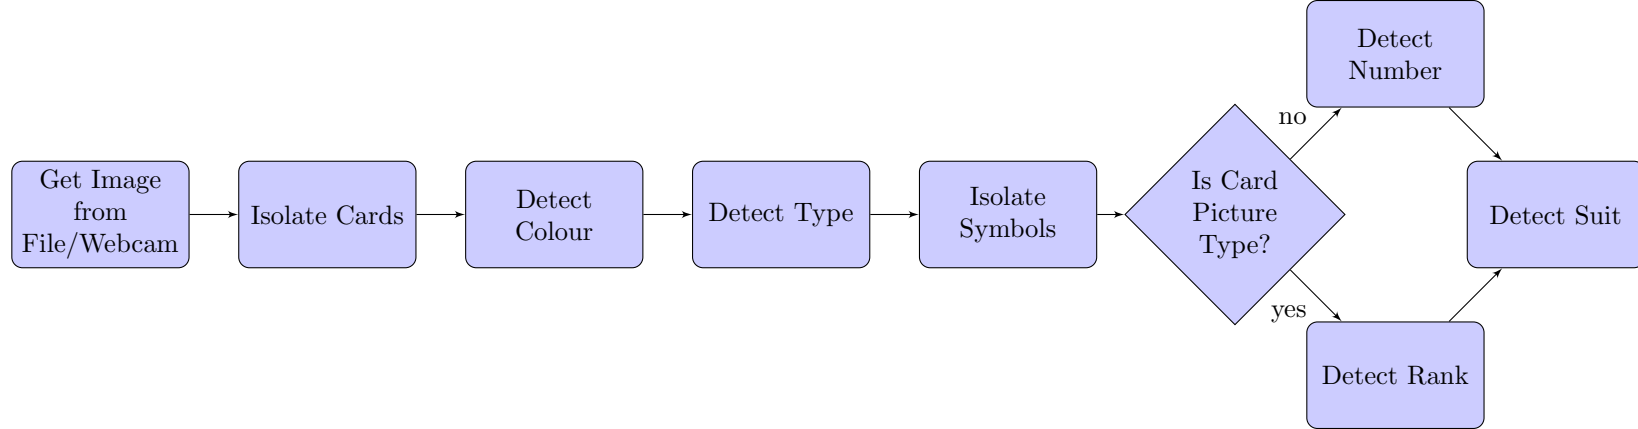 Get Image
from
File/Webcam
Isolate Cards
Detect
Colour
Detect Type
Isolate
Symbols
Is Card
Picture
Type?
no
Detect
Number
yes
Detect Rank
Detect Suit